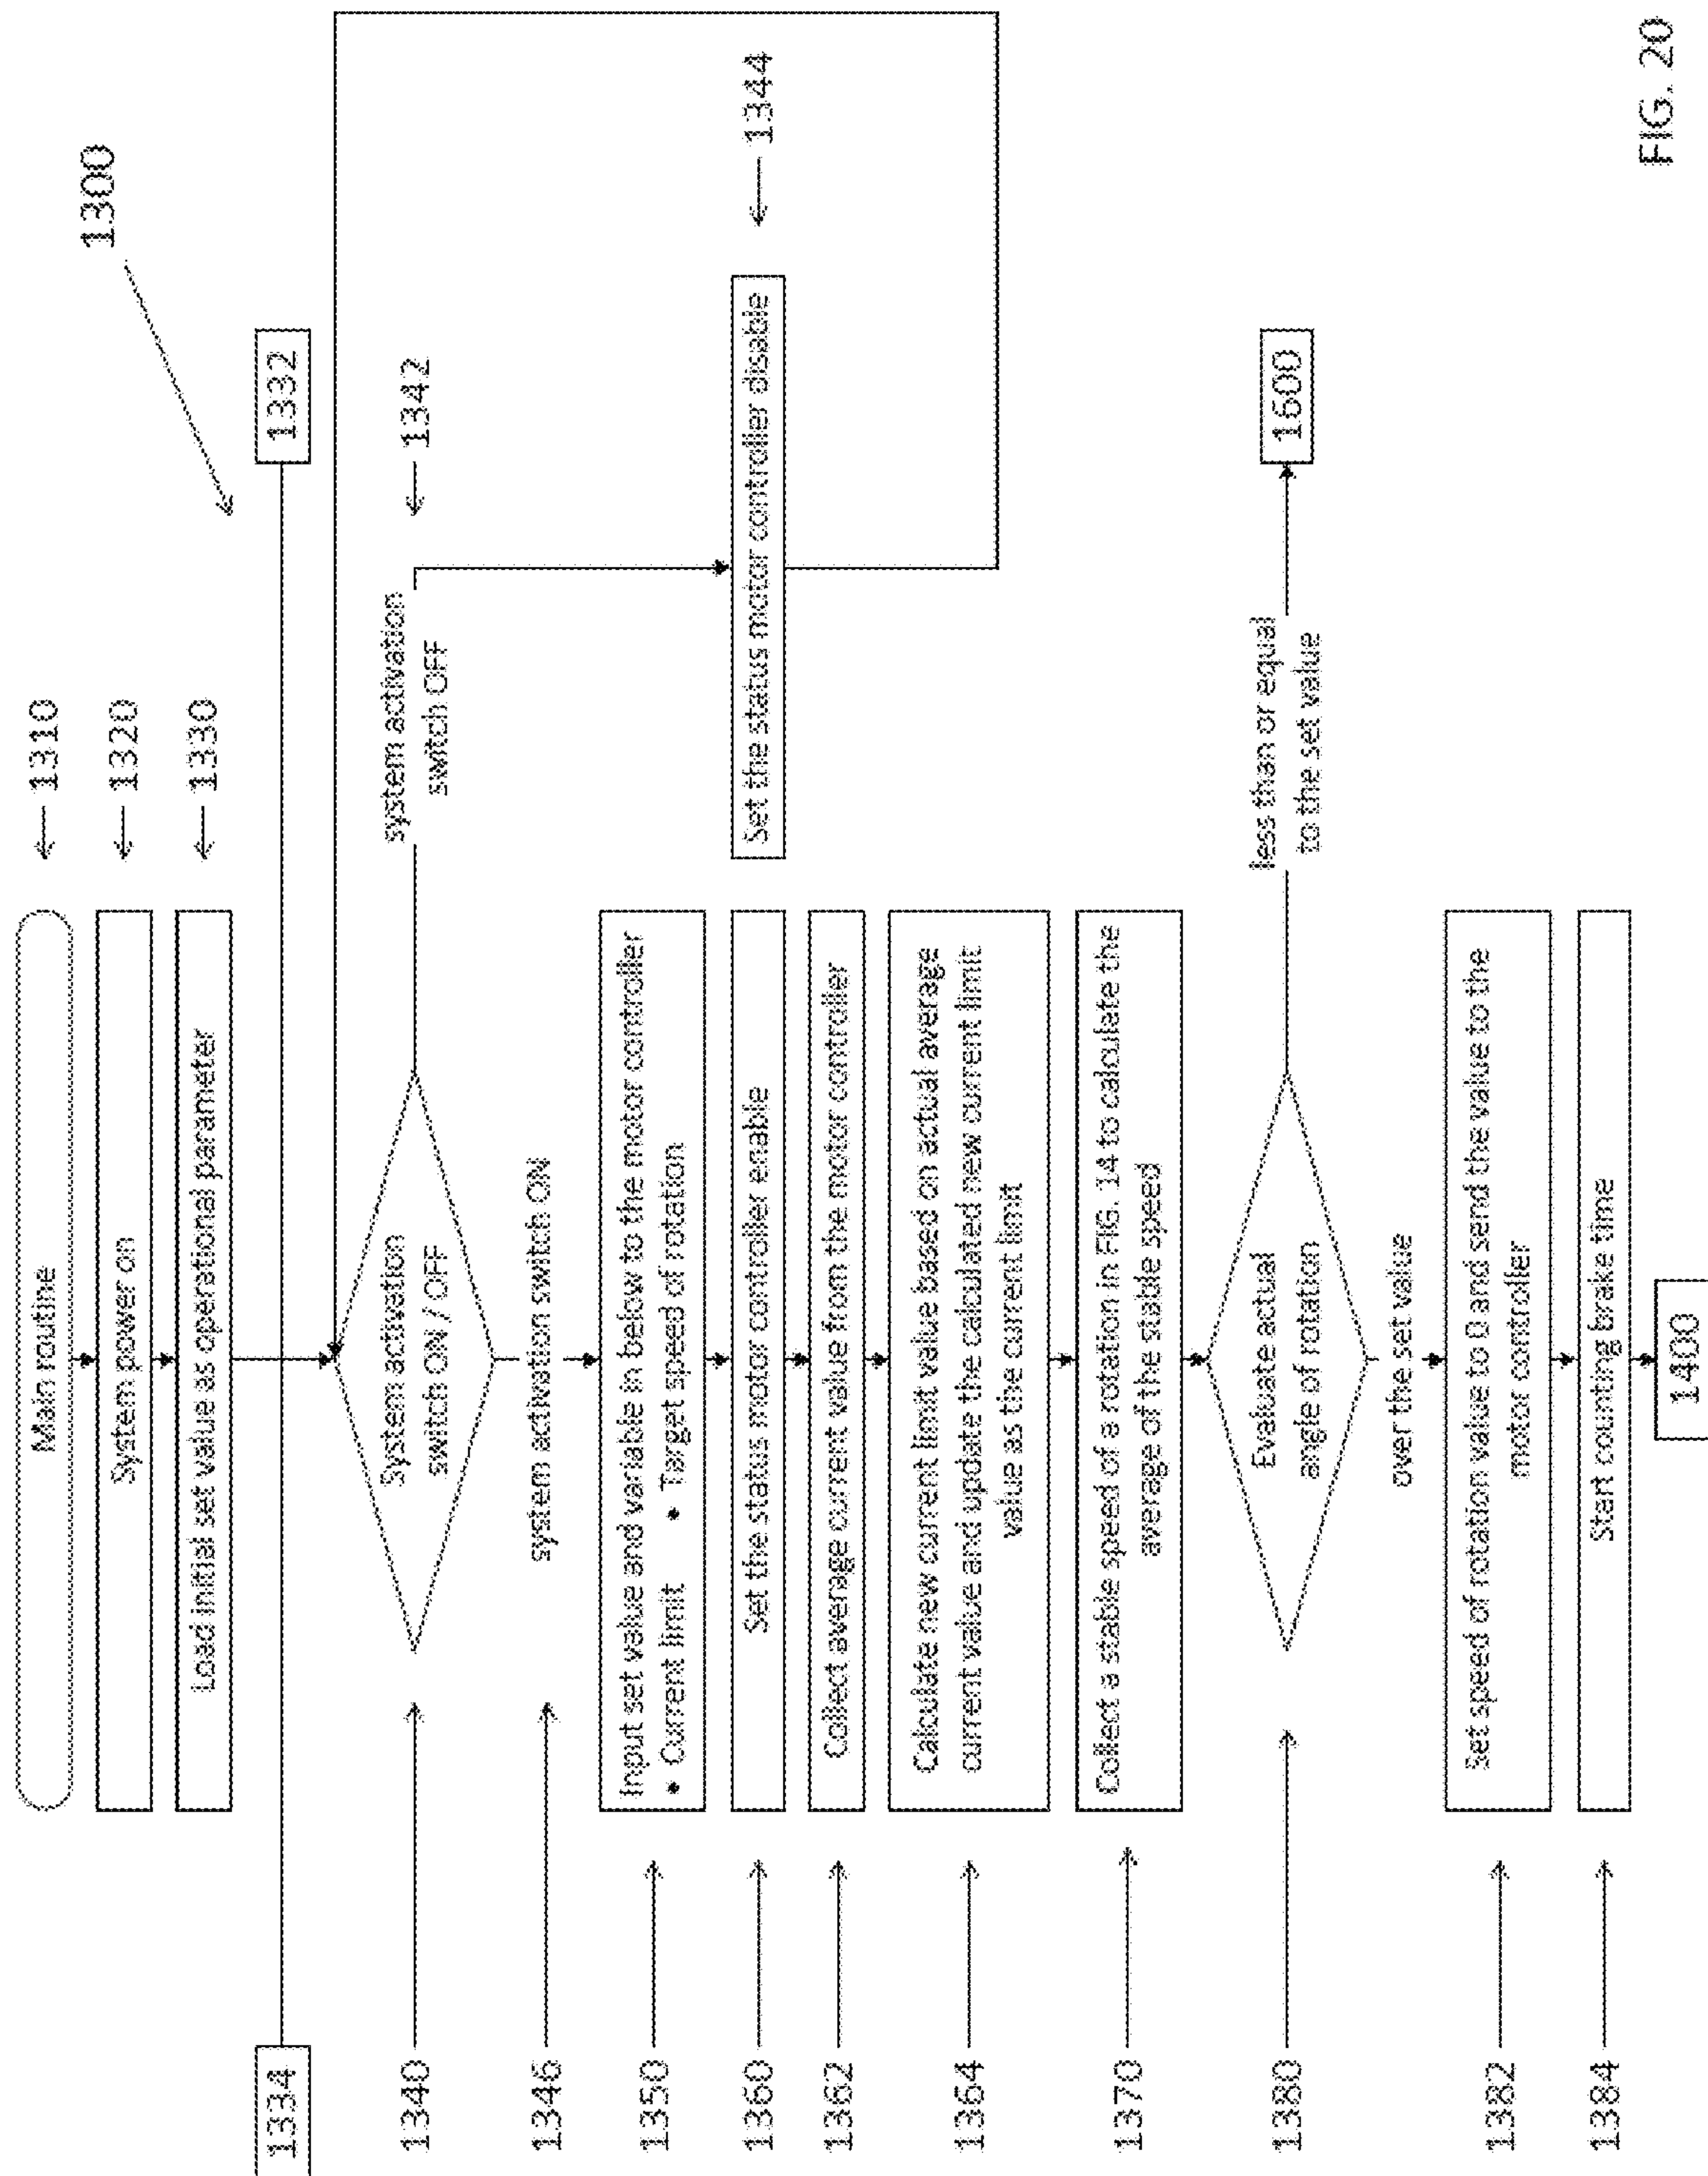 1300
Main routine
1310
System power on
1320
Load initial set value as operational parameter
1330
1334
1332
1340
System activation
switch ON / OFF
system activation
switch OFF
1342
1346
system activation switch ON
1350
Input set value and variable in below to the motor controller
• Current limit • Target speed of rotation
1360
Set the status motor controller enable
Set the status motor controller disable
1344
1362
Collect average current value from the motor controller
1364
Calculate new current limit value based on actual average
current value and update the calculated new current limit
value as the current limit
1370
Collect a stable speed of a rotation in FIG. 14 to calculate the
average of the stable speed
1380
Evaluate actual
angle of rotation
less than or equal
to the set value
1600
over the set value
1382
Set speed of rotation value to 0 and send the value to the
motor controller
1384
Start counting brake time
1400
FIG. 20